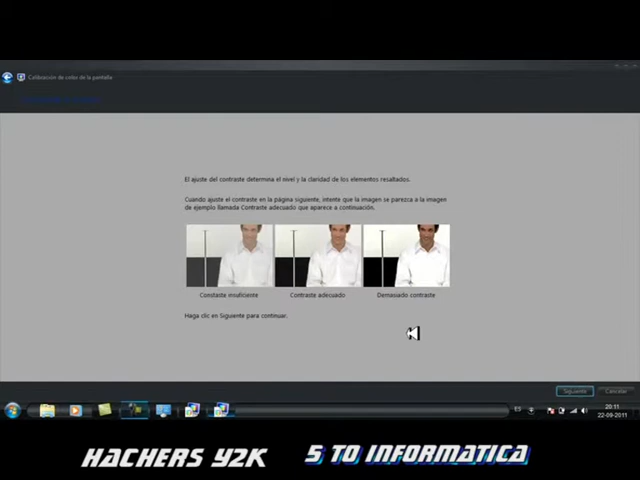 Calibración de color de la pantalla
El ajuste del contraste determina el nivel y la claridad de los elementos resaltados.
Cuando ajuste el contraste en la página siguiente, intente que la imagen se parezca a la imagen
de ejemplo llamada Contraste adecuado que aparece a continuación.
Contraste insuficiente
Contraste adecuado
Demasiado contraste
Haga clic en Siguiente para continuar.
Siguiente
Cancelar
ES
20:11
22-09-2011
HACHERS Y2K
5 TO INFORMATICA